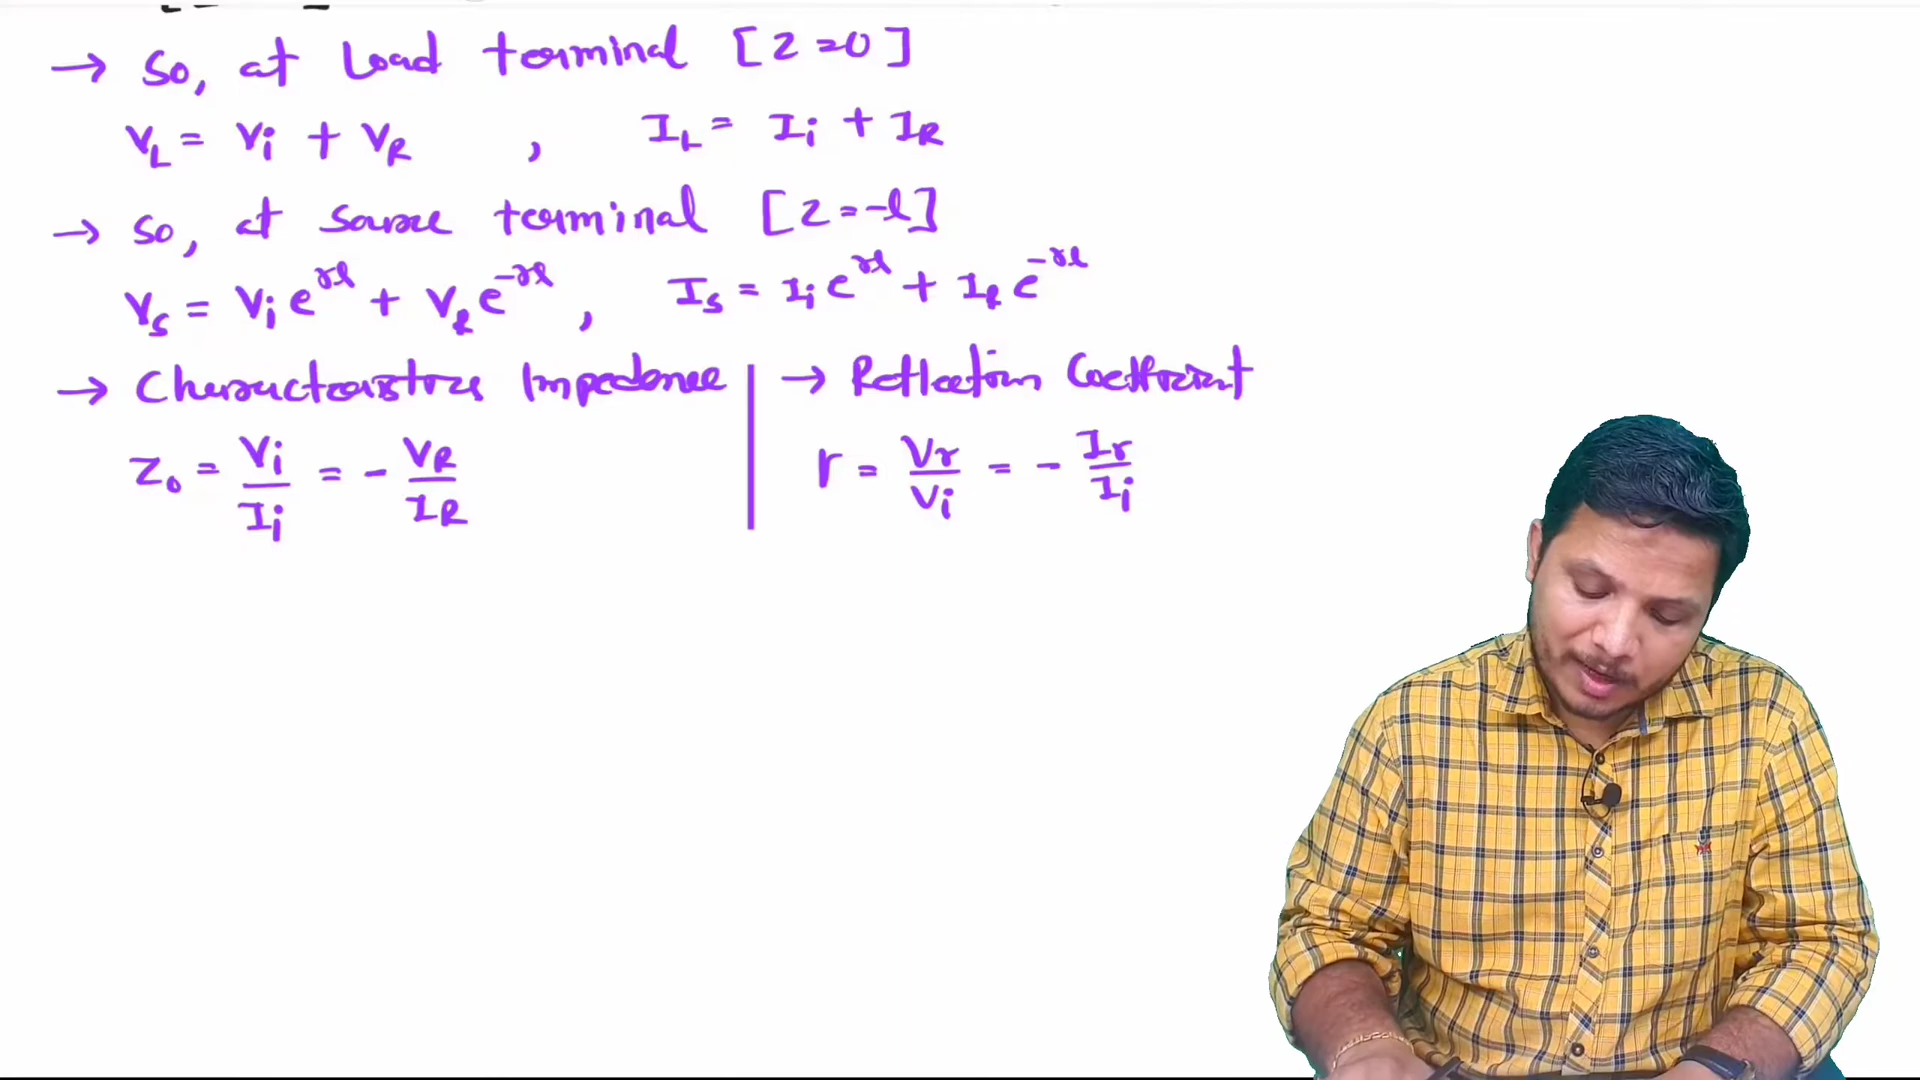 → So, at Load terminal [z=0]
V_L = V_i + V_R , I_L = I_i + I_R
→ So, at source terminal [z=-l]
V_S = V_i e^{γl} + V_R e^{-γl} , I_S = I_i e^{γl} + I_R e^{-γl}
→ Characteristics Impedance
Z_0 = V_i / I_i = - V_R / I_R
→ Reflection Coefficient
Γ = V_r / V_i = - I_r / I_i